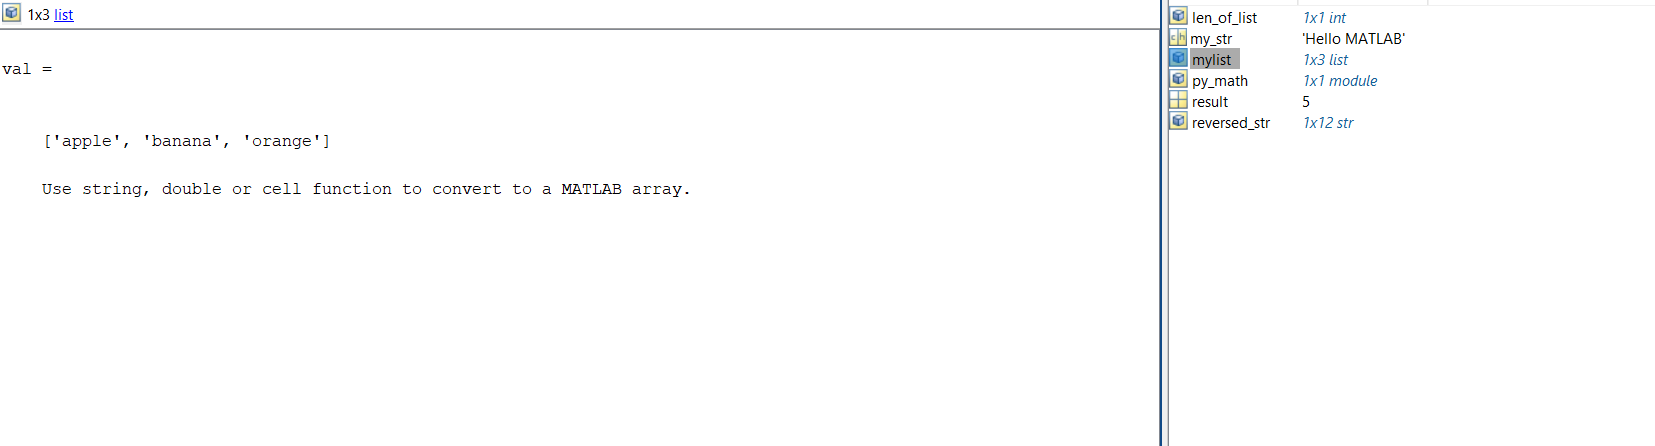 1x3 list
val =
['apple', 'banana', 'orange']
Use string, double or cell function to convert to a MATLAB array.
len_of_list 1x1 int
ch my_str 'Hello MATLAB'
mylist 1x3 list
py_math 1x1 module
result 5
reversed_str 1x12 str